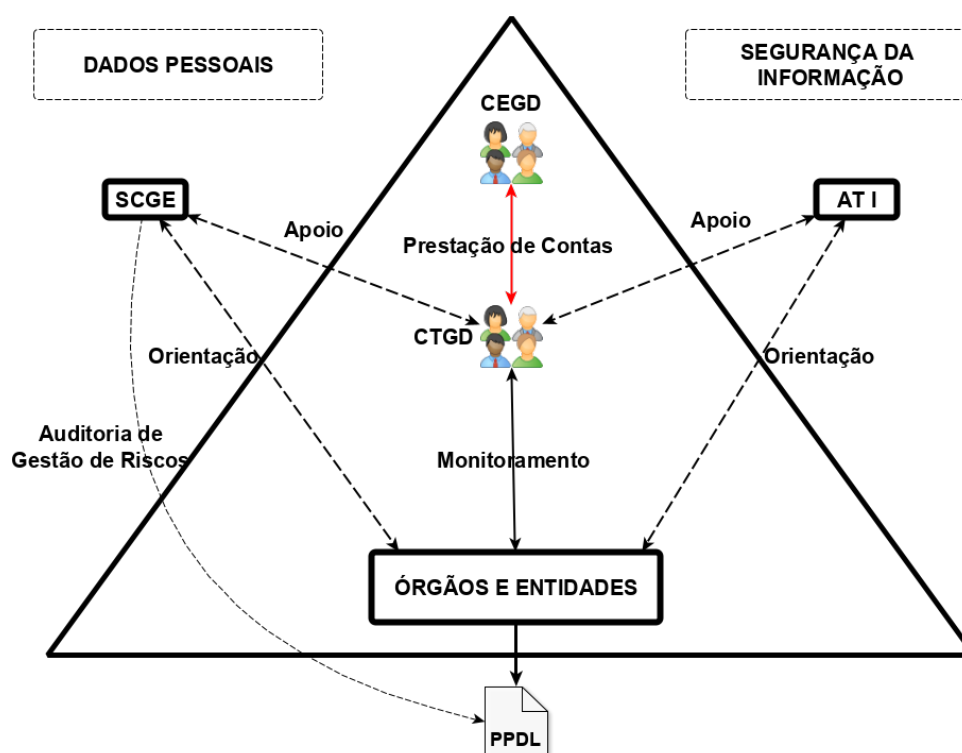 DADOS PESSOAIS
SEGURANÇA DA
INFORMAÇÃO
CEGD
SCGE
AT I
Apoio
Apoio
Prestação de Contas
CTGD
Orientação
Orientação
Auditoria de
Gestão de Riscos
Monitoramento
ÓRGÃOS E ENTIDADES
PPDL